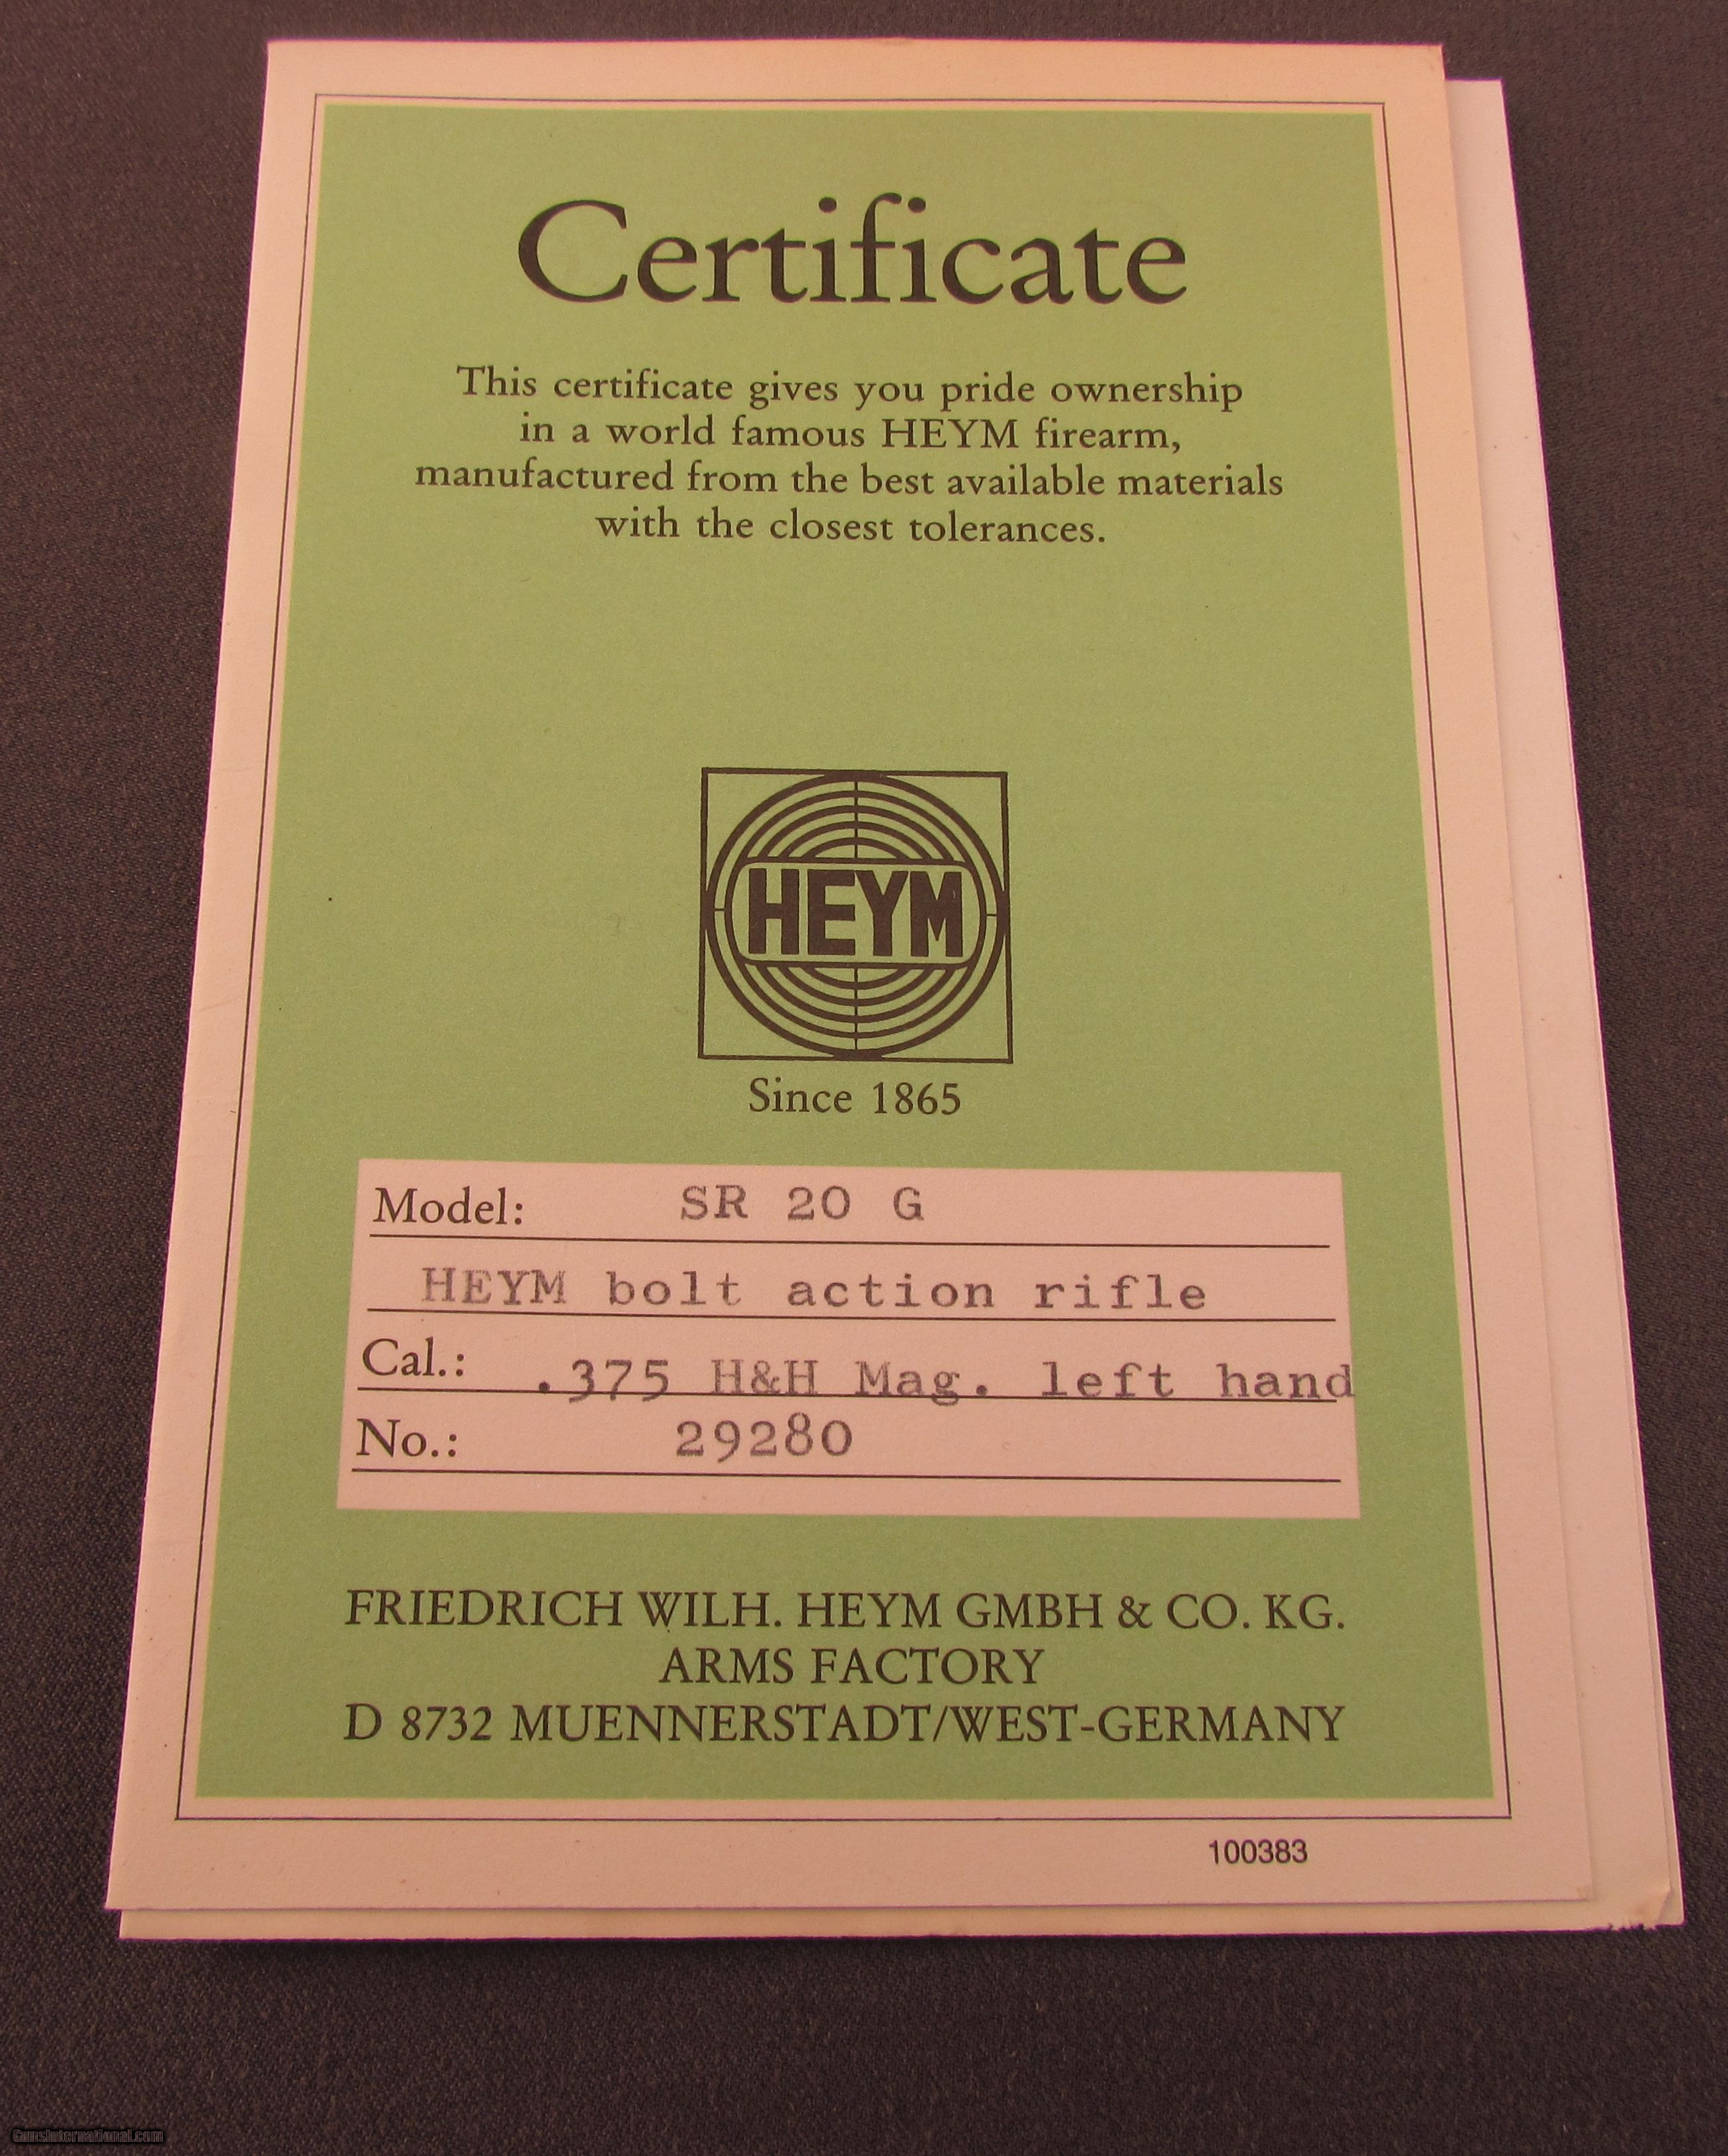 Certificate
This certificate gives you pride ownership
in a world famous HEYM firearm,
manufactured from the best available materials
with the closest tolerances.
HEYM
Since 1865
Model: SR 20 G
HEYM bolt action rifle
Cal.: .375 H&H Mag. left hand
No.: 29280
FRIEDRICH WILH. HEYM GMBH & CO. KG.
ARMS FACTORY
D 8732 MUENNERSTADT/WEST-GERMANY
100383
GunsInternational.com